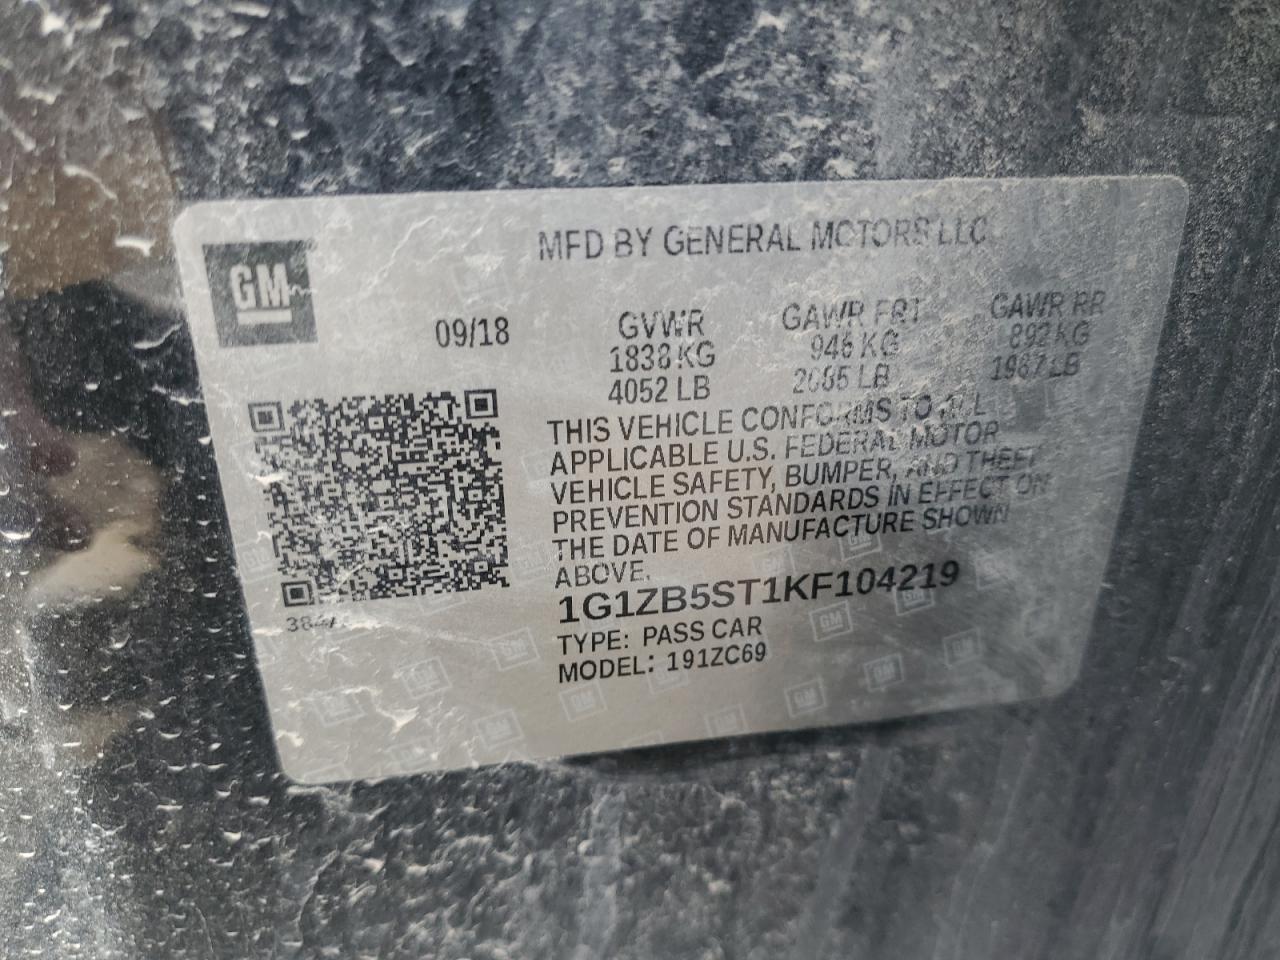 GM
MFD BY GENERAL MOTORS LLC
09/18
GVWR GAWR FRT GAWR RR
1838 KG 946 KG 892 KG
4052 LB 2085 LB 1967 LB
THIS VEHICLE CONFORMS TO ALL
APPLICABLE U.S. FEDERAL MOTOR
VEHICLE SAFETY, BUMPER, AND THEFT
PREVENTION STANDARDS IN EFFECT ON
THE DATE OF MANUFACTURE SHOWN
ABOVE.
1G1ZB5ST1KF104219
TYPE: PASS CAR
MODEL: 191ZC69